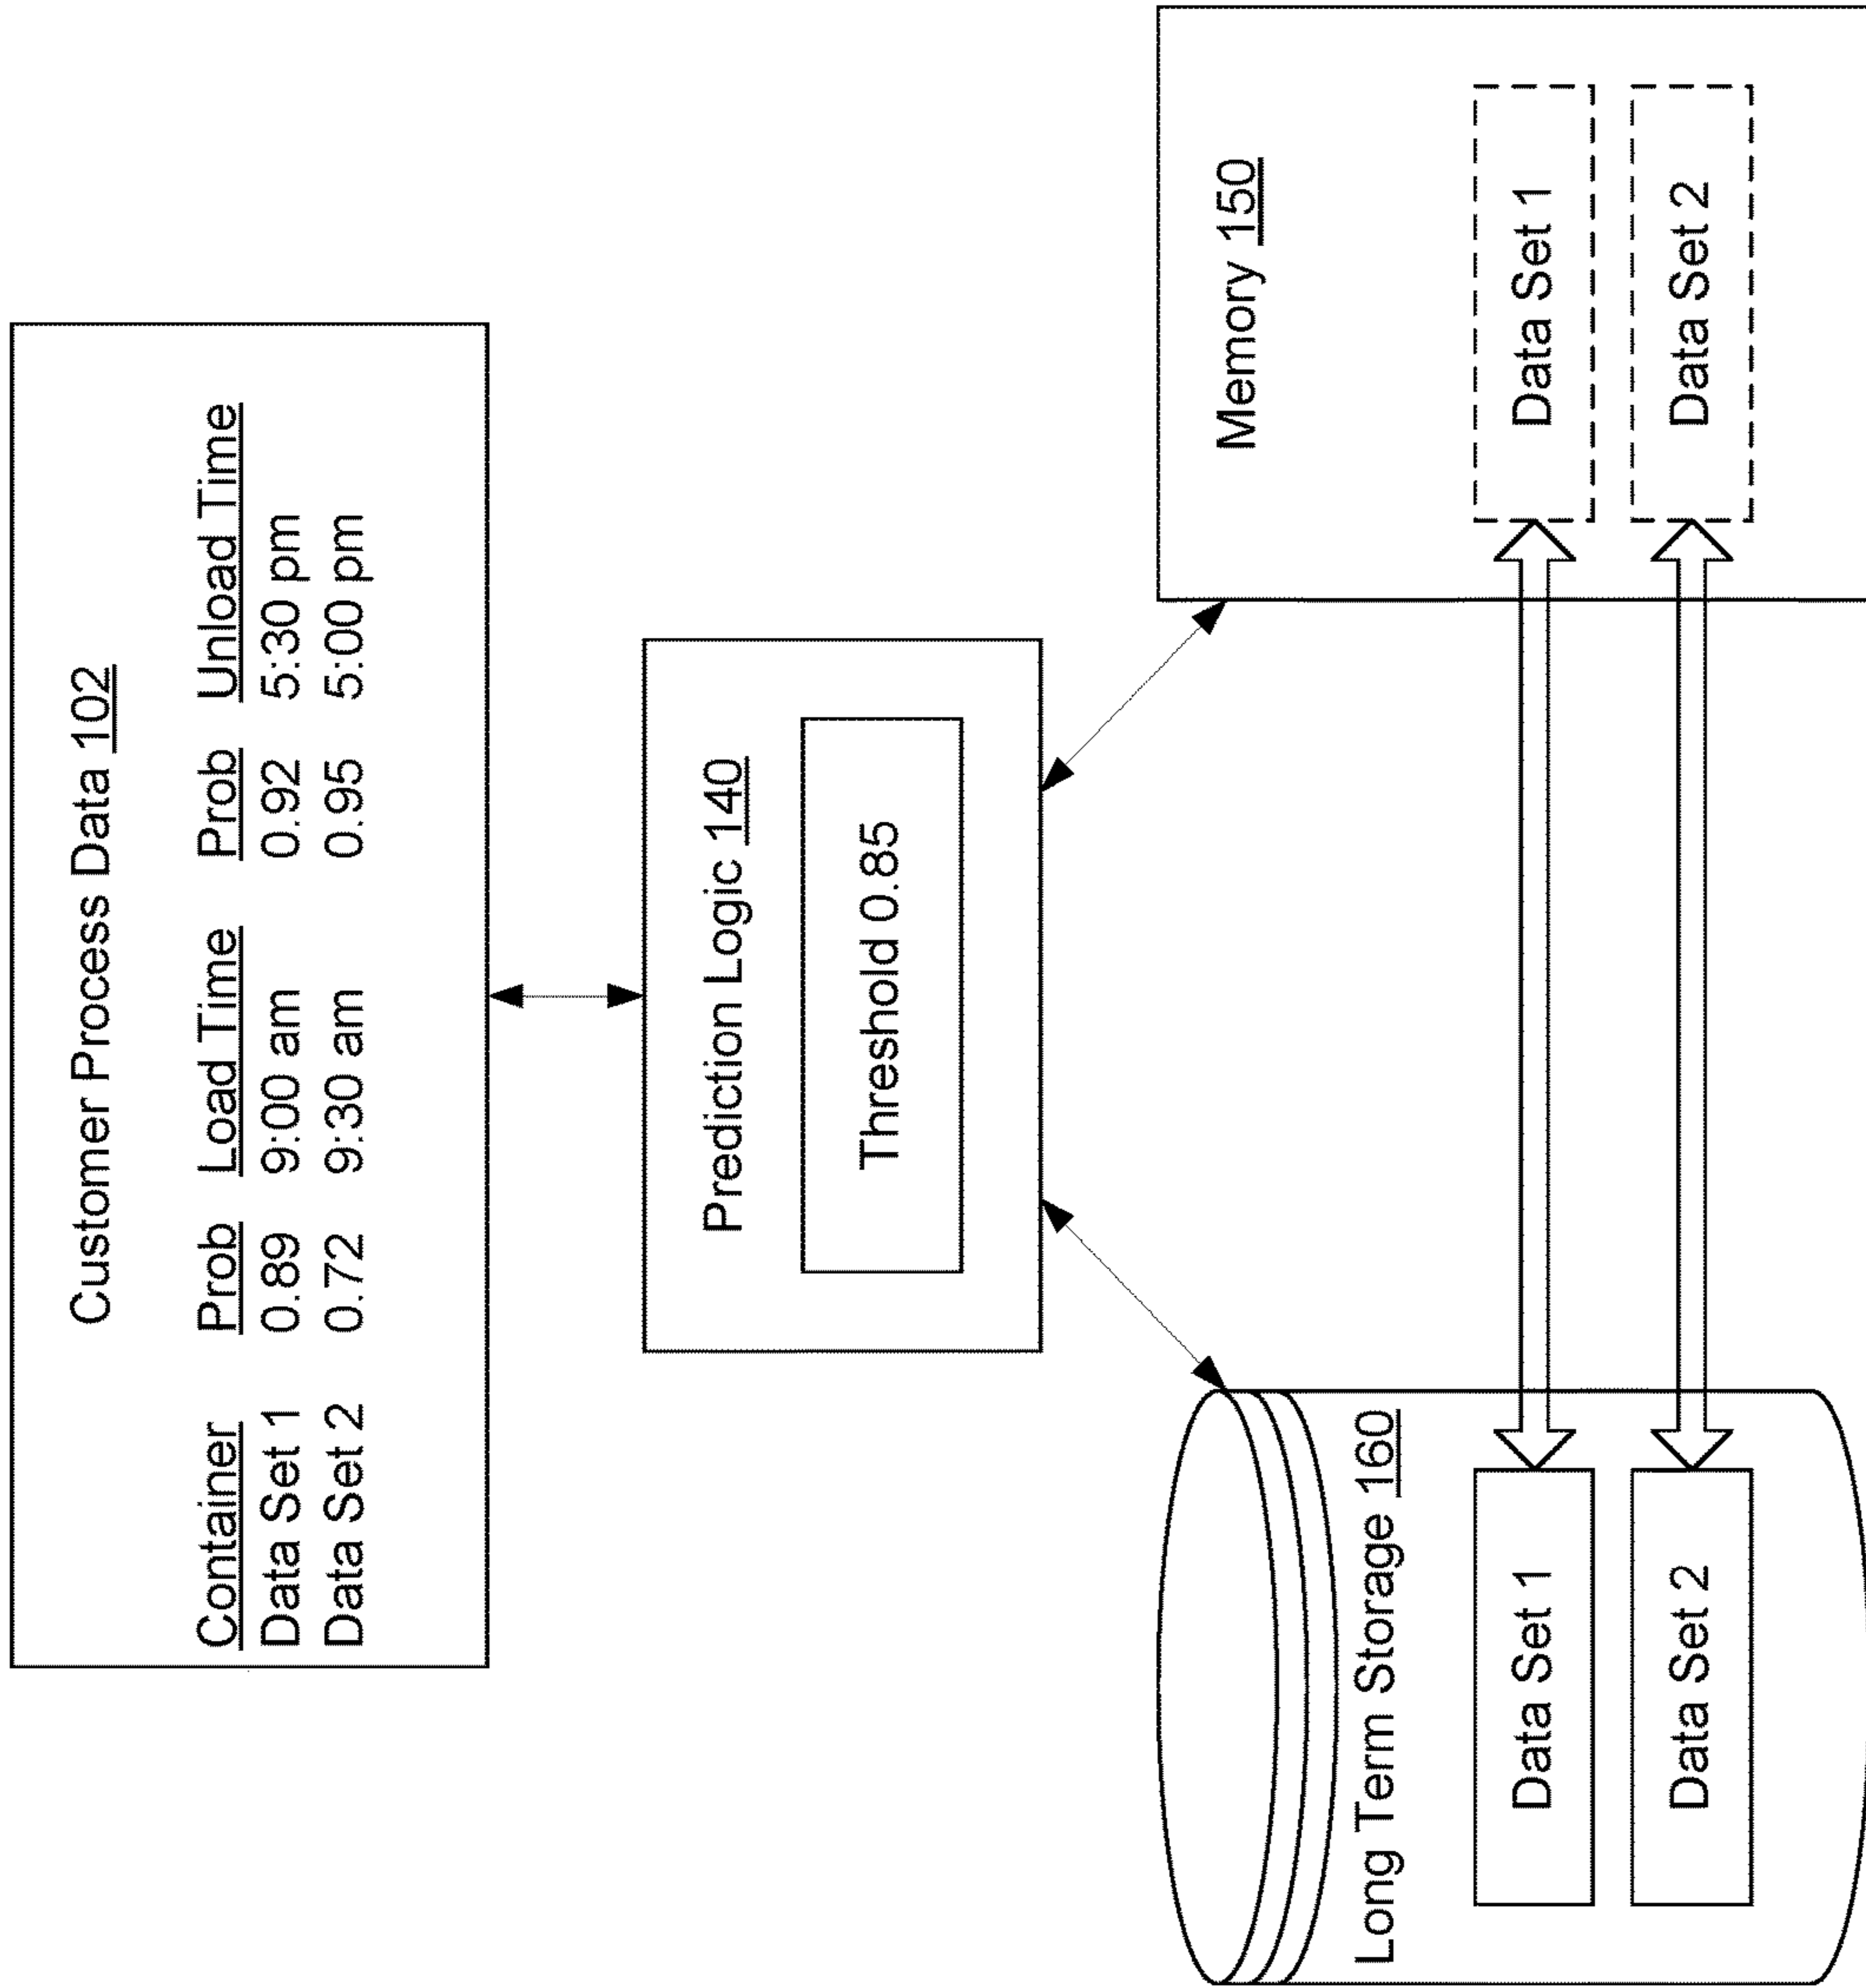 Customer Process Data 102
Container Prob Load Time Prob Unload Time
Data Set 1 0.89 9:00 am 0.92 5:30 pm
Data Set 2 0.72 9:30 am 0.95 5:00 pm
Prediction Logic 140
Threshold 0.85
Long Term Storage 160
Data Set 1
Data Set 2
Memory 150
Data Set 1
Data Set 2